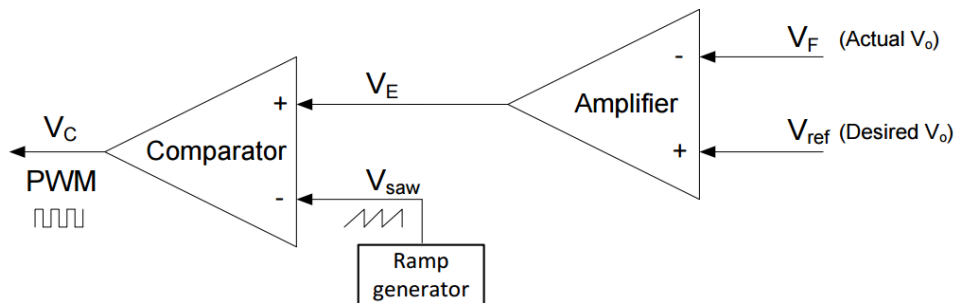 V_F (Actual V_o)
-
Amplifier
+
V_ref (Desired V_o)
V_E
+
Comparator
-
V_saw
Ramp
generator
V_C
PWM